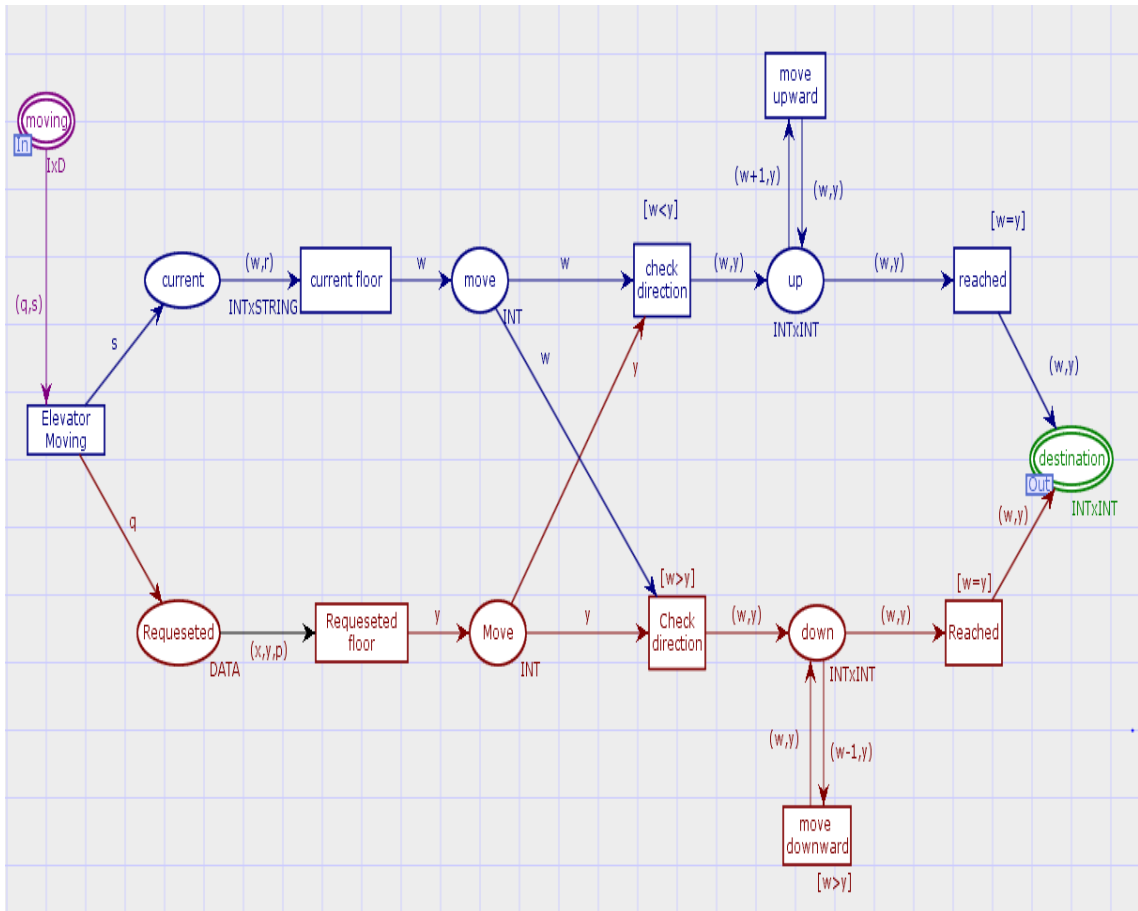 move
upward
moving
In
IxD
(w+1,y)
(w,y)
[w<y]
[w=y]
current
(w,r)
INTxSTRING
current floor
w
move
INT
w
check
direction
(w,y)
up
INTxINT
(w,y)
reached
(q,s)
s
w
y
(w,y)
Elevator
Moving
destination
Out
INTxINT
q
(w,y)
[w>y]
[w=y]
Requeseted
(x,y,p)
DATA
Requeseted
floor
y
Move
INT
y
Check
direction
(w,y)
down
INTxINT
(w,y)
Reached
(w,y)
(w-1,y)
move
downward
[w>y]